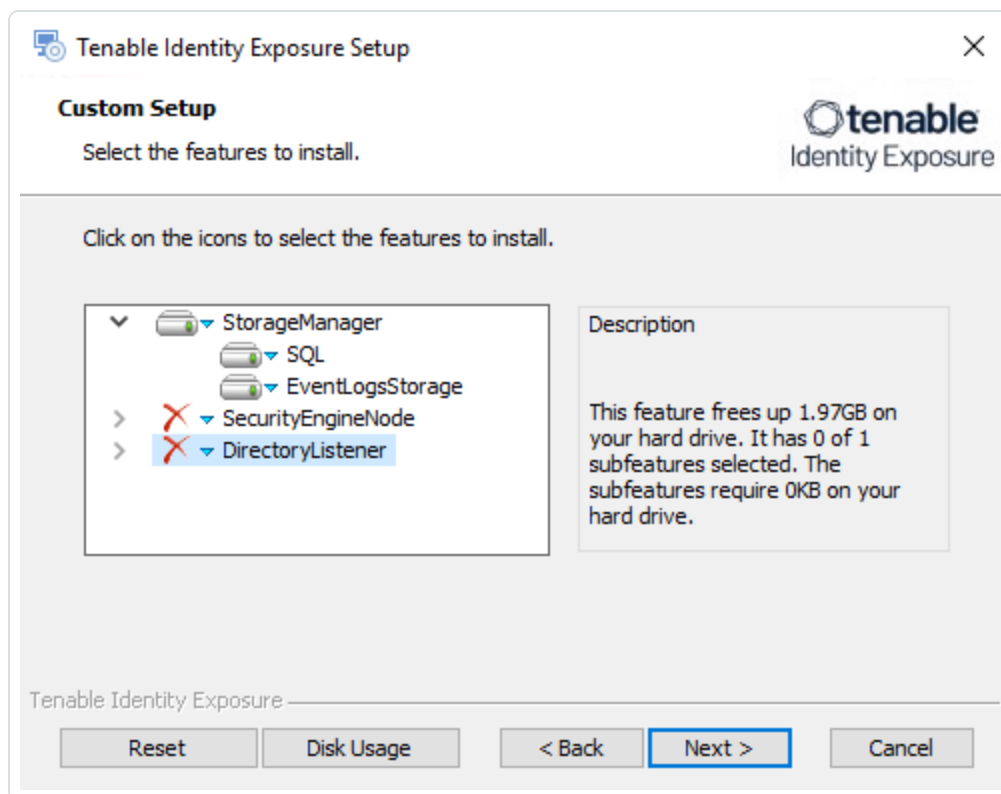 Tenable Identity Exposure Setup
Custom Setup
Select the features to install.
tenable
Identity Exposure
Click on the icons to select the features to install.
StorageManager
SQL
EventLogsStorage
SecurityEngineNode
DirectoryListener
Description
This feature frees up 1.97GB on
your hard drive. It has 0 of 1
subfeatures selected. The
subfeatures require 0KB on your
hard drive.
Tenable Identity Exposure
Reset
Disk Usage
< Back
Next >
Cancel